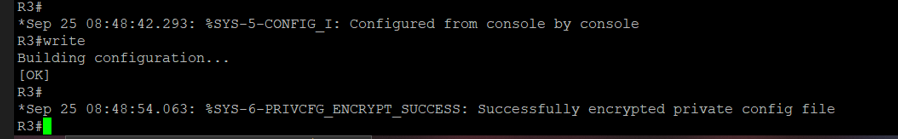 R3#
*Sep 25 08:48:42.293: %SYS-5-CONFIG_I: Configured from console by console
R3#write
Building configuration...
[OK]
R3#
*Sep 25 08:48:54.063: %SYS-6-PRIVCFG_ENCRYPT_SUCCESS: Successfully encrypted private config file
R3#